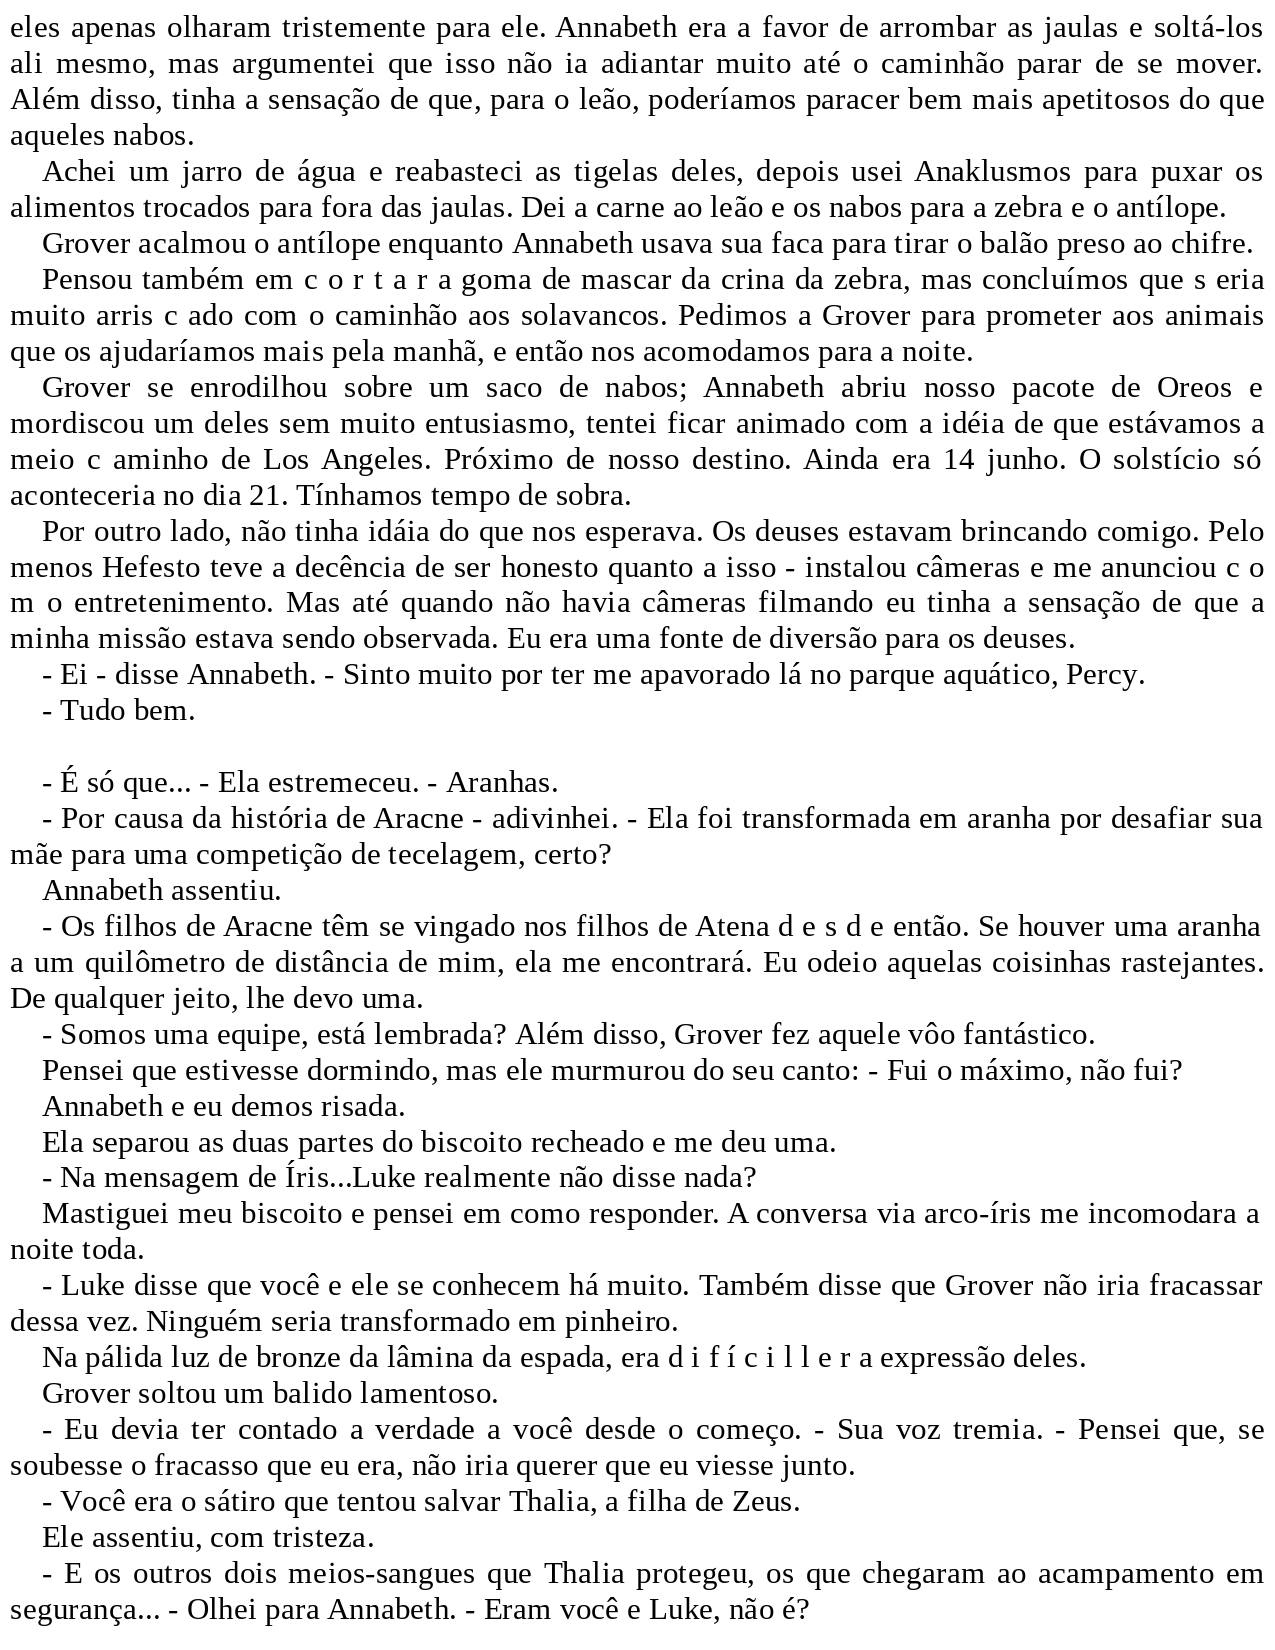 eles apenas olharam tristemente para ele. Annabeth era a favor de arrombar as jaulas e soltá-los
ali mesmo, mas argumentei que isso não ia adiantar muito até o caminhão parar de se mover.
Além disso, tinha a sensação de que, para o leão, poderíamos paracer bem mais apetitosos do que
aqueles nabos.
Achei um jarro de água e reabasteci as tigelas deles, depois usei Anaklusmos para puxar os
alimentos trocados para fora das jaulas. Dei a carne ao leão e os nabos para a zebra e o antílope.
Grover acalmou o antílope enquanto Annabeth usava sua faca para tirar o balão preso ao chifre.
Pensou também em c o r t a r a goma de mascar da crina da zebra, mas concluímos que s eria
muito arris c ado com o caminhão aos solavancos. Pedimos a Grover para prometer aos animais
que os ajudaríamos mais pela manhã, e então nos acomodamos para a noite.
Grover se enrodilhou sobre um saco de nabos; Annabeth abriu nosso pacote de Oreos e
mordiscou um deles sem muito entusiasmo, tentei ficar animado com a idéia de que estávamos a
meio c aminho de Los Angeles. Próximo de nosso destino. Ainda era 14 junho. O solstício só
aconteceria no dia 21. Tínhamos tempo de sobra.
Por outro lado, não tinha idáia do que nos esperava. Os deuses estavam brincando comigo. Pelo
menos Hefesto teve a decência de ser honesto quanto a isso - instalou câmeras e me anunciou c o
m o entretenimento. Mas até quando não havia câmeras filmando eu tinha a sensação de que a
minha missão estava sendo observada. Eu era uma fonte de diversão para os deuses.
- Ei - disse Annabeth. - Sinto muito por ter me apavorado lá no parque aquático, Percy.
- Tudo bem.
- É só que... - Ela estremeceu. - Aranhas.
- Por causa da história de Aracne - adivinhei. - Ela foi transformada em aranha por desafiar sua
mãe para uma competição de tecelagem, certo?
Annabeth assentiu.
- Os filhos de Aracne têm se vingado nos filhos de Atena d e s d e então. Se houver uma aranha
a um quilômetro de distância de mim, ela me encontrará. Eu odeio aquelas coisinhas rastejantes.
De qualquer jeito, lhe devo uma.
- Somos uma equipe, está lembrada? Além disso, Grover fez aquele vôo fantástico.
Pensei que estivesse dormindo, mas ele murmurou do seu canto: - Fui o máximo, não fui?
Annabeth e eu demos risada.
Ela separou as duas partes do biscoito recheado e me deu uma.
- Na mensagem de Íris...Luke realmente não disse nada?
Mastiguei meu biscoito e pensei em como responder. A conversa via arco-íris me incomodara a
noite toda.
- Luke disse que você e ele se conhecem há muito. Também disse que Grover não iria fracassar
dessa vez. Ninguém seria transformado em pinheiro.
Na pálida luz de bronze da lâmina da espada, era d i f í c i l l e r a expressão deles.
Grover soltou um balido lamentoso.
- Eu devia ter contado a verdade a você desde o começo. - Sua voz tremia. - Pensei que, se
soubesse o fracasso que eu era, não iria querer que eu viesse junto.
- Você era o sátiro que tentou salvar Thalia, a filha de Zeus.
Ele assentiu, com tristeza.
- E os outros dois meios-sangues que Thalia protegeu, os que chegaram ao acampamento em
segurança... - Olhei para Annabeth. - Eram você e Luke, não é?